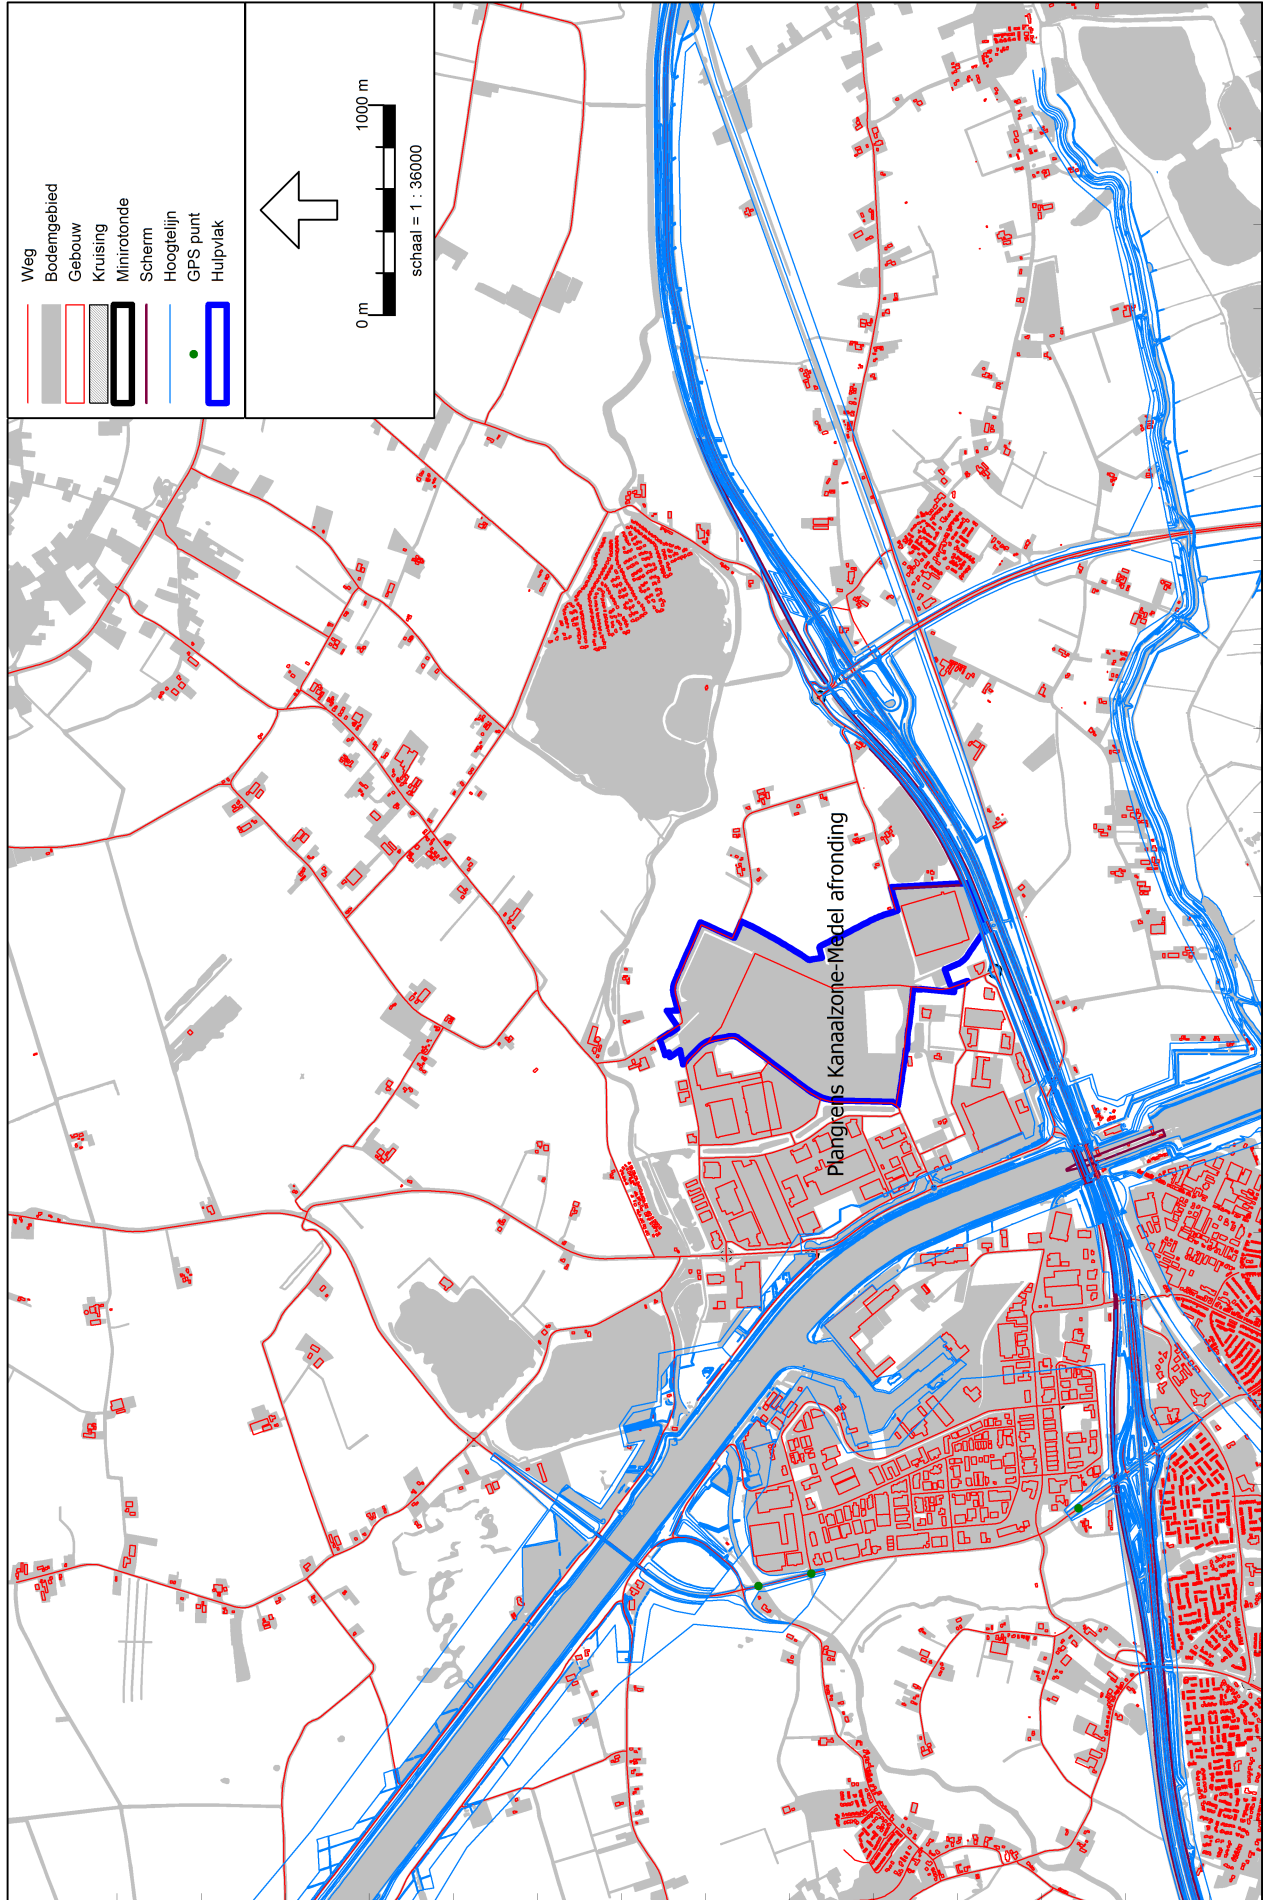 Weg
Bodemgebied
Gebouw
Kruising
Minirotonde
Scherm
Hoogtelijn
GPS punt
Hulpvlak
0 m
1000 m
schaal = 1 : 36000
Plangrens Kanaalzone-Medel afronding